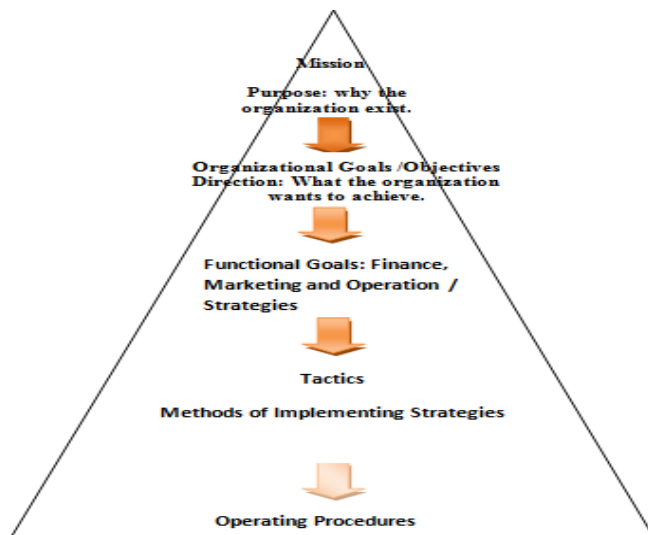 Mission
Purpose: why the
organization exist.
Organizational Goals /Objectives
Direction: What the organization
wants to achieve.
Functional Goals: Finance,
Marketing and Operation /
Strategies
Tactics
Methods of Implementing Strategies
Operating Procedures